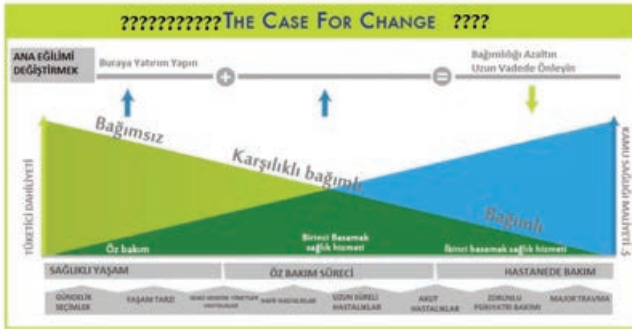 ??????????? THE CASE FOR CHANGE ????
ANA EĞİLİMİ
DEĞİŞTİRMEK
Buraya Yatırım Yapın
+
=
Bağımlılığı Azaltın
Uzun Vadede Önleyin
Bağımsız
Karşılıklı bağımlı
Bağımlı
TÜKETİCİ DAHİLİYETİ
KAMU SAĞLIĞI MALİYETİ $
Öz bakım
Birinci Basamak
sağlık hizmeti
İkinci basamak sağlık hizmeti
SAĞLIKLI YAŞAM
ÖZ BAKIM SÜRECİ
HASTANEDE BAKIM
GÜNDELİK
SEÇİMLER
YAŞAM TARZI
HASTALIKLAR
UZUN SÜRELİ
HASTALIKLAR
AKUT
HASTALIKLAR
ZORUNLU
PSİKİYATRİ BAKIMI
MAJOR TRAVMA